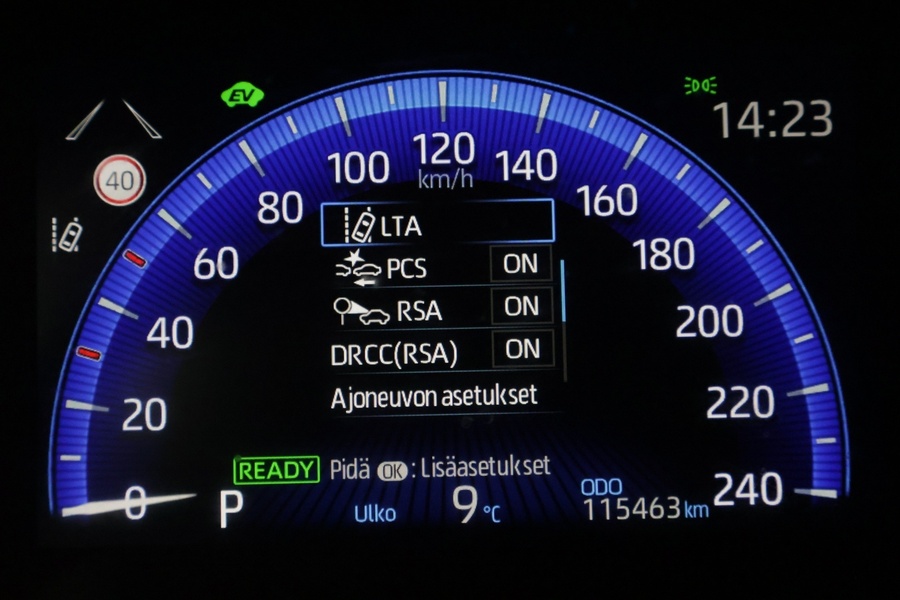 EV
14:23
40
0
20
40
60
80
100
120
140
160
180
200
220
240
km/h
LTA
PCS ON
RSA ON
DRCC(RSA) ON
Ajoneuvon asetukset
READY Pidä OK : Lisäasetukset
P
Ulko 9 °C
ODO
115463 km